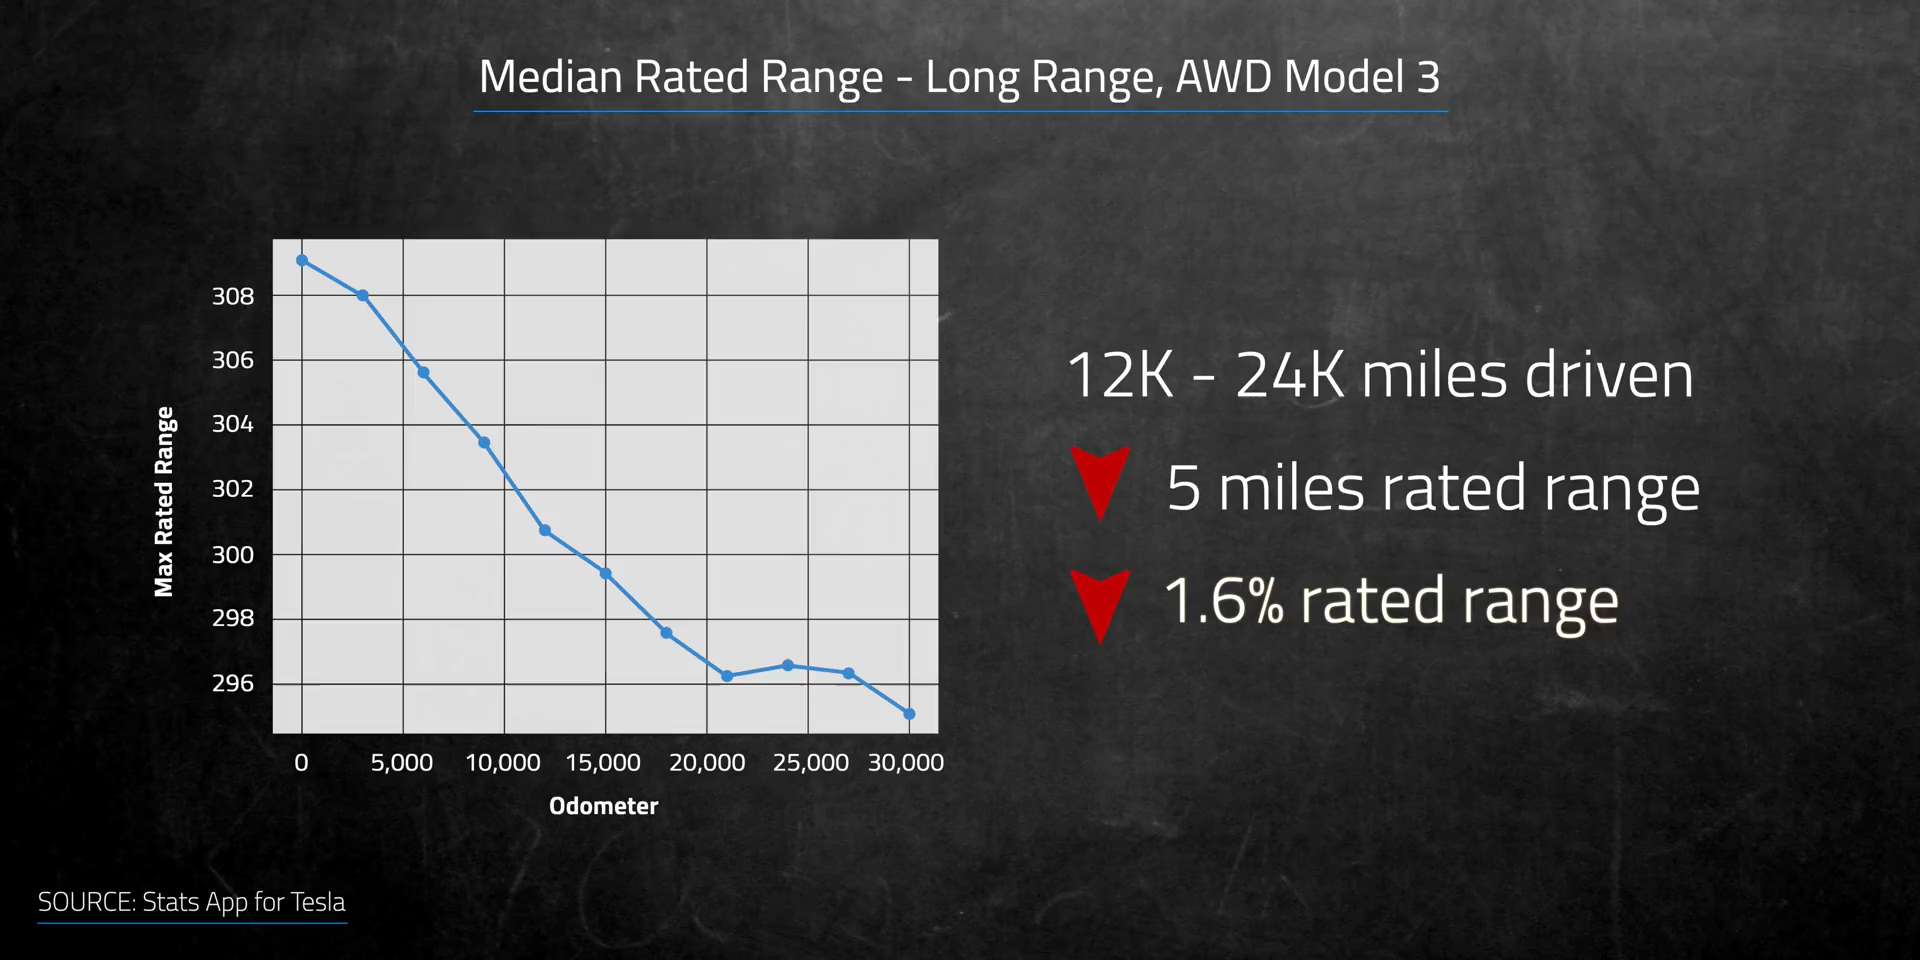 Median Rated Range - Long Range, AWD Model 3
308
306
304
302
300
298
296
Max Rated Range
0 5,000 10,000 15,000 20,000 25,000 30,000
Odometer
12K - 24K miles driven
5 miles rated range
1.6% rated range
SOURCE: Stats App for Tesla